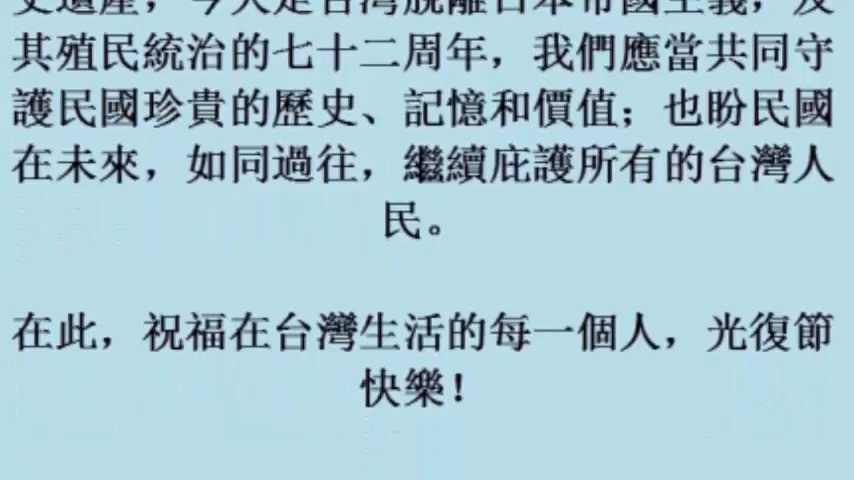 史遺產，今天是台灣脫離日本帝國主義，及
其殖民統治的七十二周年，我們應當共同守
護民國珍貴的歷史、記憶和價值；也盼民國
在未來，如同過往，繼續庇護所有的台灣人
民。
在此，祝福在台灣生活的每一個人，光復節
快樂！